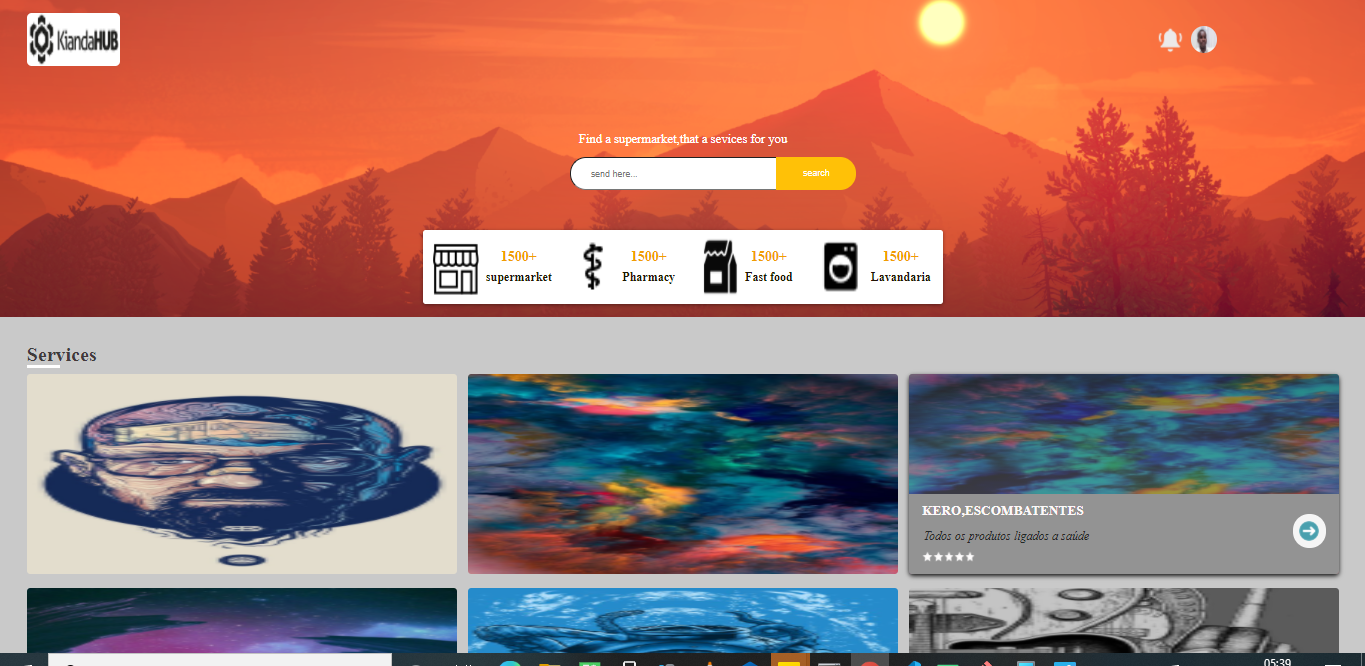 KiandaHUB
Find a supermarket,that a sevices for you
send here...
search
1500+
supermarket
1500+
Pharmacy
1500+
Fast food
1500+
Lavandaria
Services
KERO,ESCOMBATENTES
Todos os produtos ligados a saúde
05:39